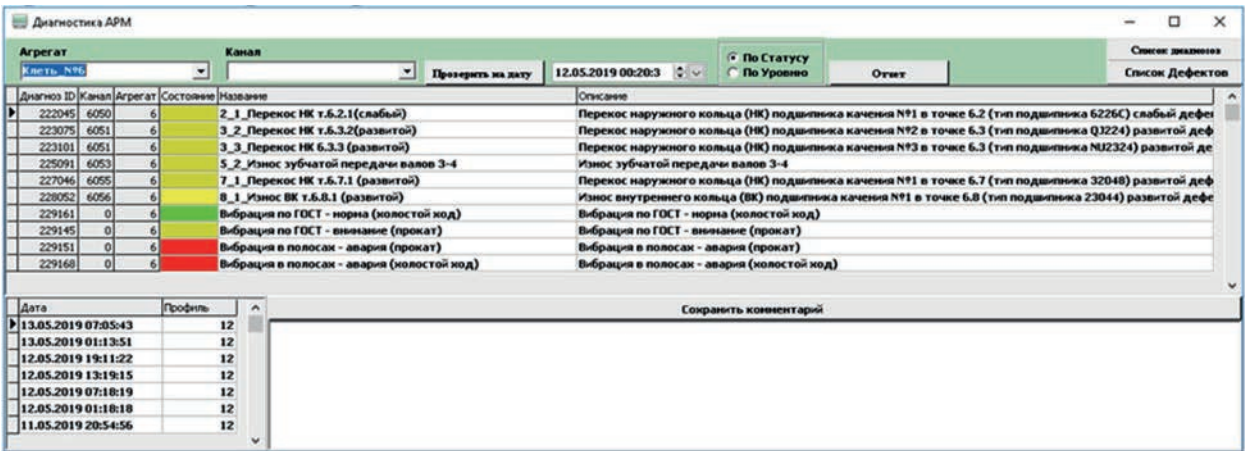 Диагностика АРМ
Агрегат
Канал
Клеть_№6
Проверить на дату
12.05.2019 00:20:3
По Статусу
По Уровню
Отчет
Список диагнозов
Список Дефектов
Диагноз ID Канал Агрегат Состояние Название Описание
222045 6050 6 2_1_Перекос НК т.6.2.1(слабый) Перекос наружного кольца (НК) подшипника качения №1 в точке 6.2 (тип подшипника 6226С) слабый дефе
223075 6051 6 3_2_Перекос НК т.6.3.2(развитой) Перекос наружного кольца (НК) подшипника качения №2 в точке 6.3 (тип подшипника QJ224) развитой деф
223101 6051 6 3_3_Перекос НК 6.3.3 (развитой) Перекос наружного кольца (НК) подшипника качения №3 в точке 6.3 (тип подшипника NU2324) развитой де
225091 6053 6 5_2_Износ зубчатой передачи валов 3-4 Износ зубчатой передачи валов 3-4
227046 6055 6 7_1_Перекос НК т.6.7.1 (развитой) Перекос наружного кольца (НК) подшипника качения №1 в точке 6.7 (тип подшипника 32048) развитой деф
228052 6056 6 8_1_Износ ВК т.6.8.1 (развитой) Износ внутреннего кольца (ВК) подшипника качения №1 в точке 6.8 (тип подшипника 23044) развитой дефе
229161 0 6 Вибрация по ГОСТ - норма (холостой ход) Вибрация по ГОСТ - норма (холостой ход)
229145 0 6 Вибрация по ГОСТ - внимание (прокат) Вибрация по ГОСТ - внимание (прокат)
229151 0 6 Вибрация в полосах - авария (прокат) Вибрация в полосах - авария (прокат)
229168 0 6 Вибрация в полосах - авария (холостой ход) Вибрация в полосах - авария (холостой ход)
Дата Профиль
Сохранить комментарий
13.05.2019 07:05:43 12
13.05.2019 01:13:51 12
12.05.2019 19:11:22 12
12.05.2019 13:19:15 12
12.05.2019 07:18:19 12
12.05.2019 01:18:18 12
11.05.2019 20:54:56 12